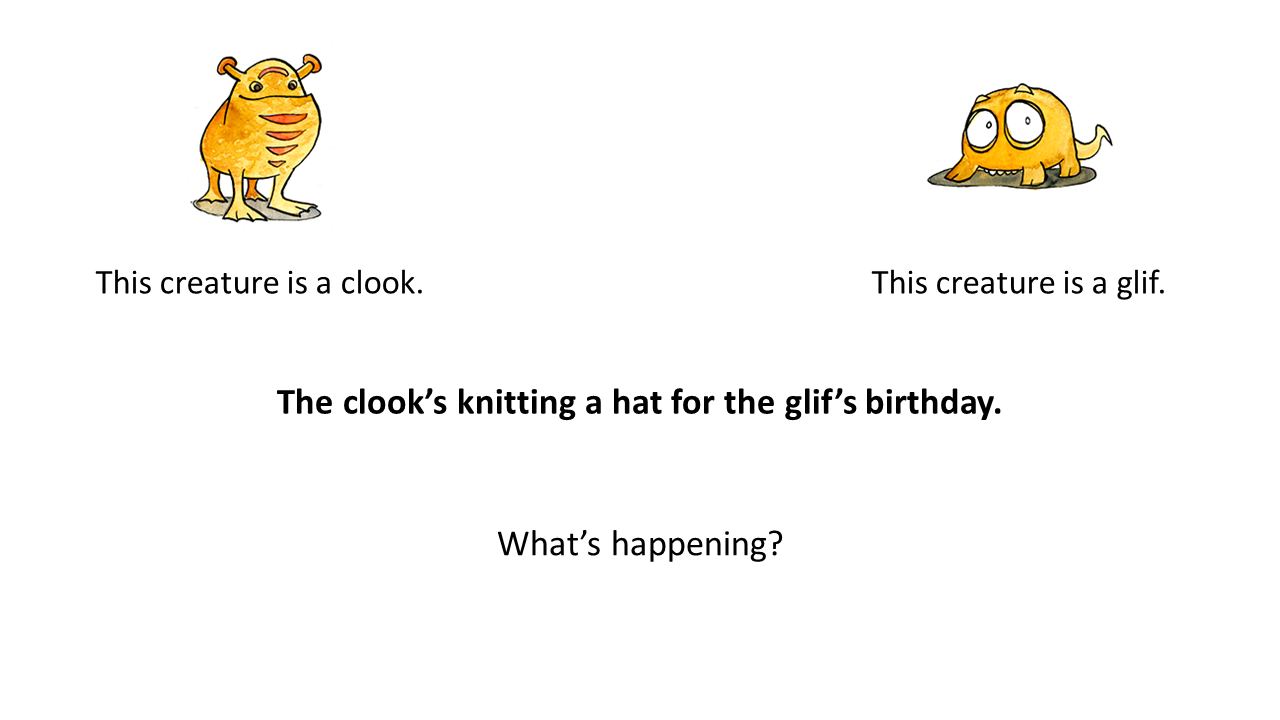 This creature is a clook.
This creature is a glif.
The clook’s knitting a hat for the glif’s birthday.
What’s happening?